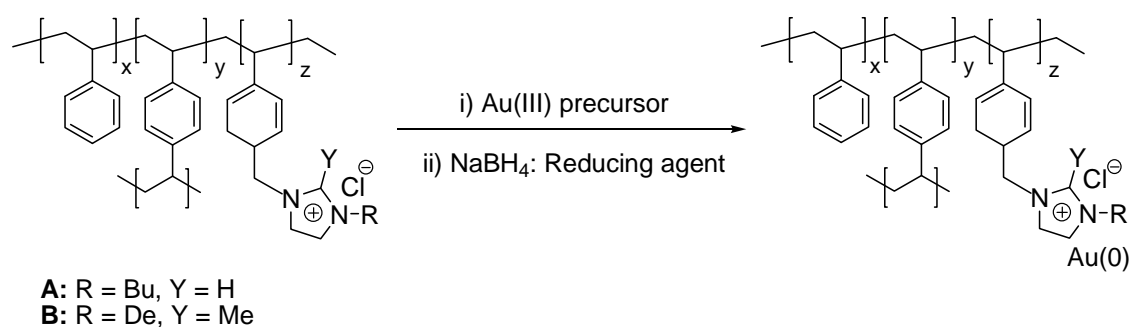 x y z
i) Au(III) precursor
ii) NaBH4: Reducing agent
Y
Cl⊖
N
⊕
N-R
A: R = Bu, Y = H
B: R = De, Y = Me
x y z
Y
Cl⊖
N
⊕
N-R
Au(0)